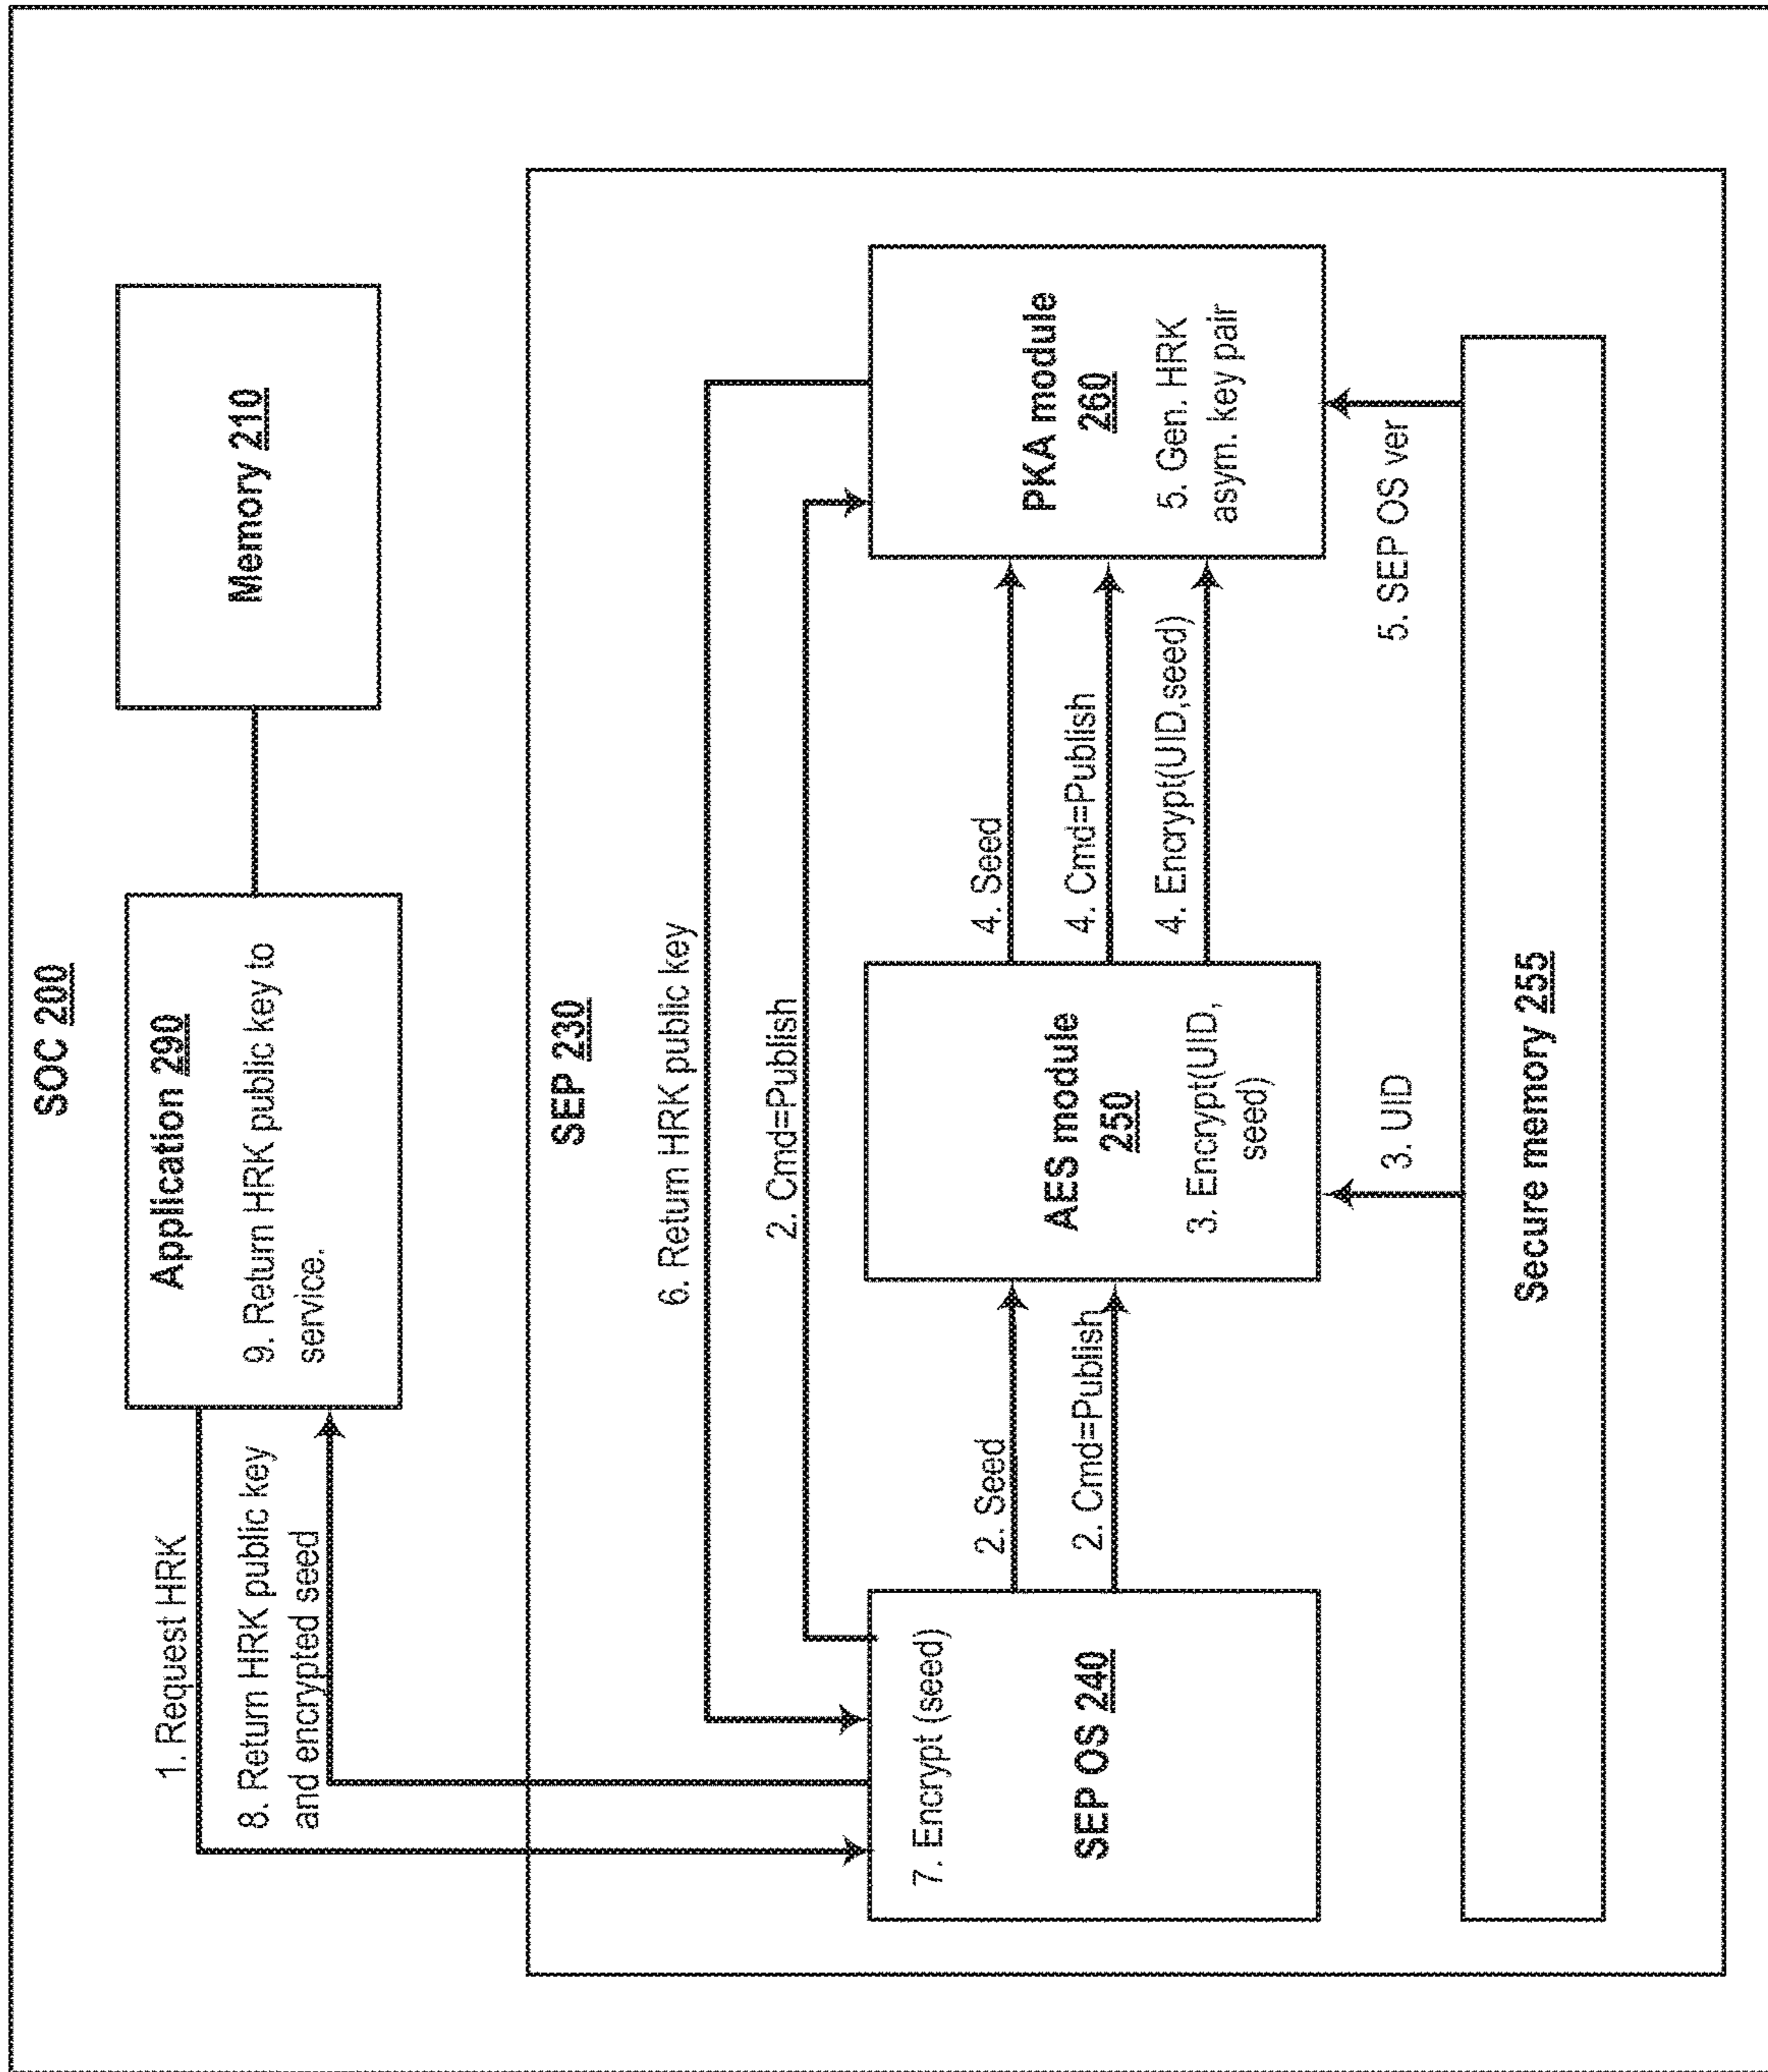 SOC 200
1. Request HRK
8. Return HRK public key
and encrypted seed
Application 290
9. Return HRK public key to
service.
Memory 210
SEP 230
6. Return HRK public key
2. Cmd=Publish
7. Encrypt (seed)
SEP OS 240
2. Seed
2. Cmd=Publish
AES module
250
3. Encrypt(UID,
seed)
4. Seed
4. Cmd=Publish
4. Encrypt(UID,seed)
PKA module
260
5. Gen. HRK
asym. key pair
3. UID
5. SEP OS ver
Secure memory 255